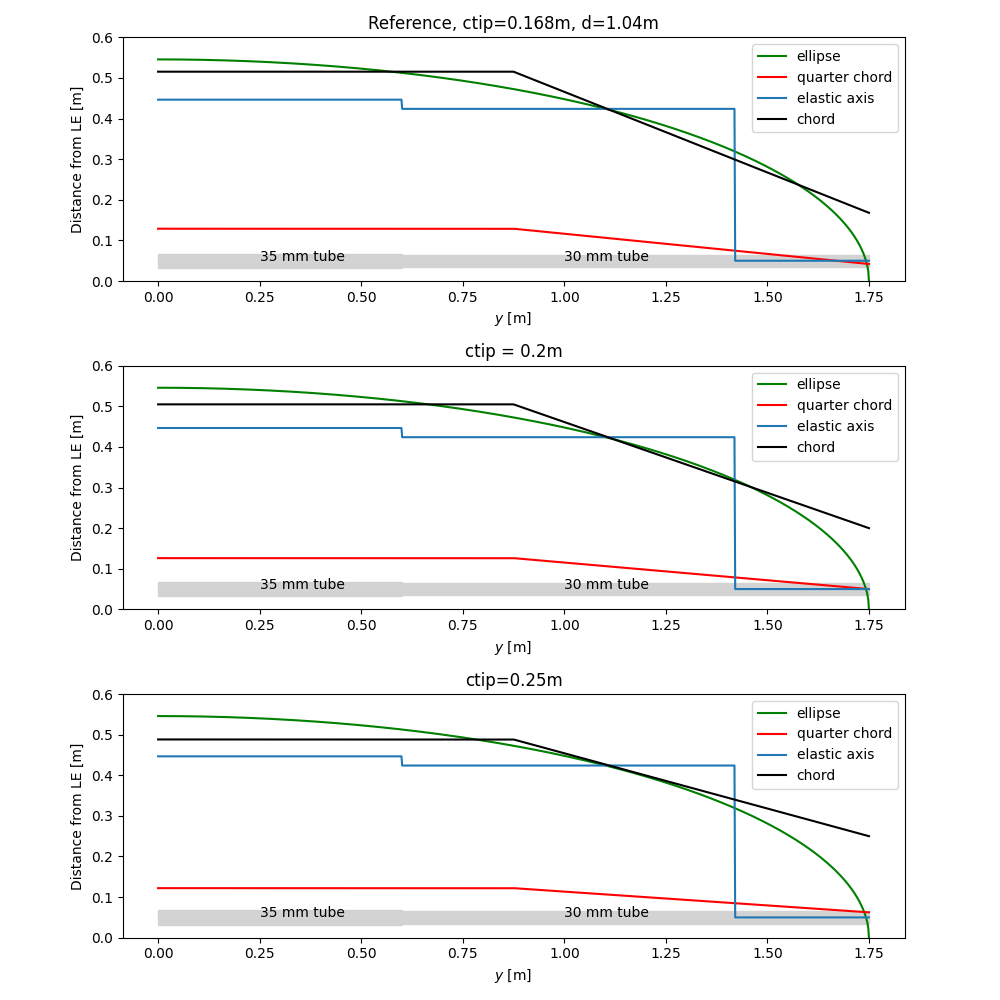 Reference, ctip=0.168m, d=1.04m
0.6
0.5
0.4
0.3
0.2
0.1
0.0
Distance from LE [m]
ellipse
quarter chord
elastic axis
chord
35 mm tube
30 mm tube
0.00 0.25 0.50 0.75 1.00 1.25 1.50 1.75
y [m]
ctip = 0.2m
0.6
0.5
0.4
0.3
0.2
0.1
0.0
Distance from LE [m]
ellipse
quarter chord
elastic axis
chord
35 mm tube
30 mm tube
0.00 0.25 0.50 0.75 1.00 1.25 1.50 1.75
y [m]
ctip=0.25m
0.6
0.5
0.4
0.3
0.2
0.1
0.0
Distance from LE [m]
ellipse
quarter chord
elastic axis
chord
35 mm tube
30 mm tube
0.00 0.25 0.50 0.75 1.00 1.25 1.50 1.75
y [m]